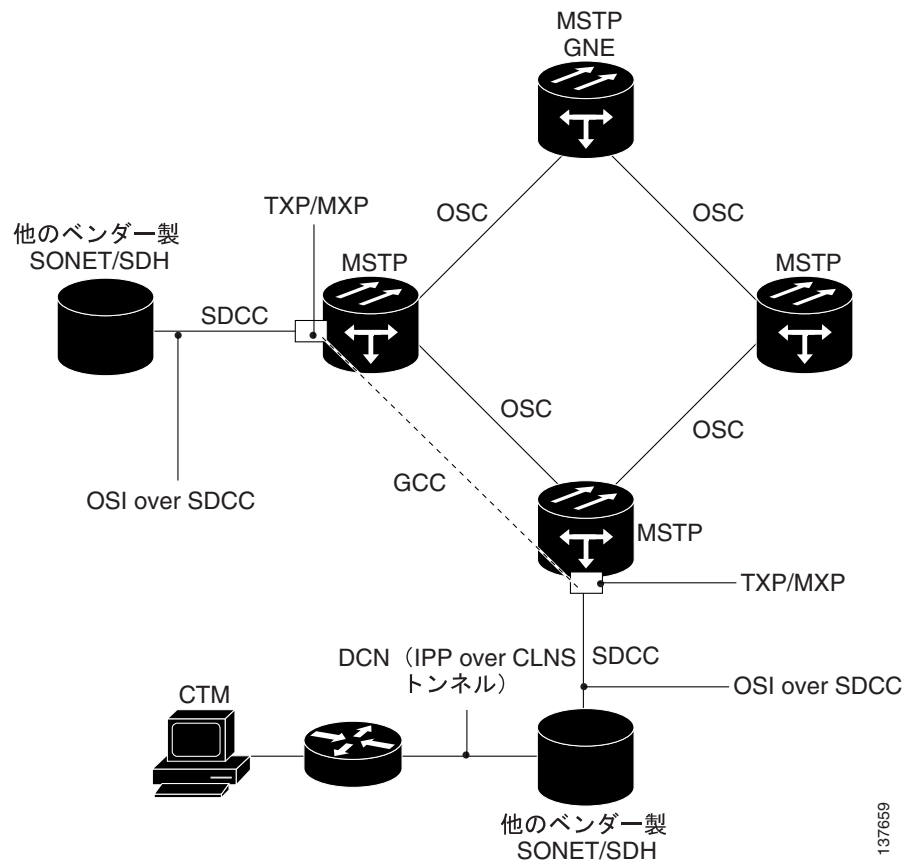 MSTP
GNE
TXP/MXP
OSC
OSC
他のベンダー製
SONET/SDH
MSTP
MSTP
SDCC
OSC
OSC
GCC
OSI over SDCC
MSTP
TXP/MXP
DCN（IPP over CLNS
トンネル）
SDCC
OSI over SDCC
CTM
他のベンダー製
SONET/SDH
137659